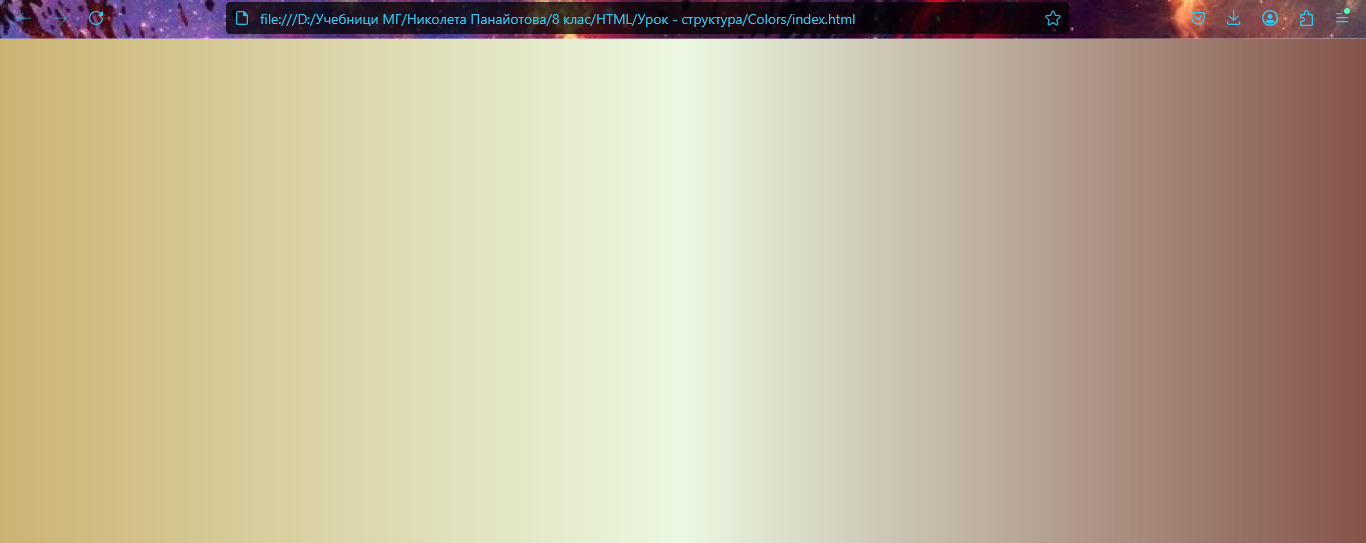 file:///D:/Учебници МГ/Николета Панайотова/8 клас/HTML/Урок - структура/Colors/index.html